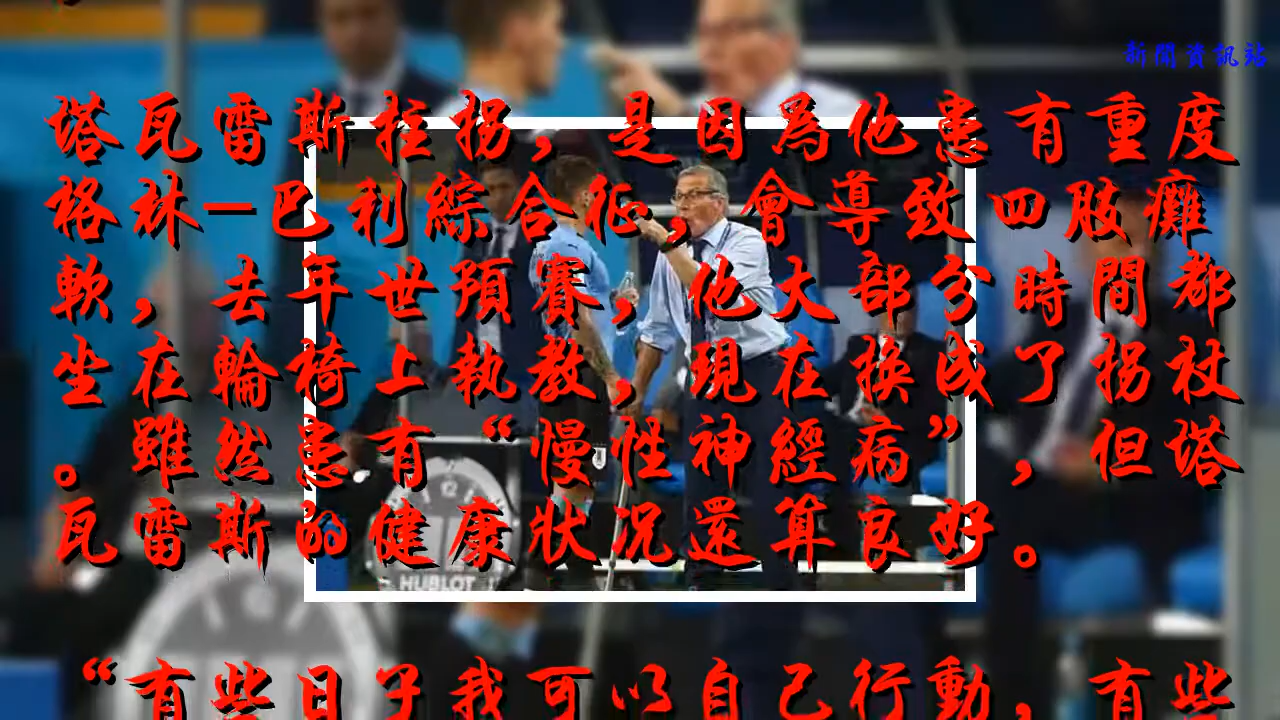 新聞資訊站
塔瓦雷斯拄拐，是因爲他患有重度
格林—巴利綜合征，會導致四肢癱
軟，去年世預賽，他大部分時間都
坐在輪椅上執教，現在換成了拐杖
。雖然患有“慢性神經病”，但塔
瓦雷斯的健康狀況還算良好。
HUBLOT
“有些日子我可以自己行動，有些